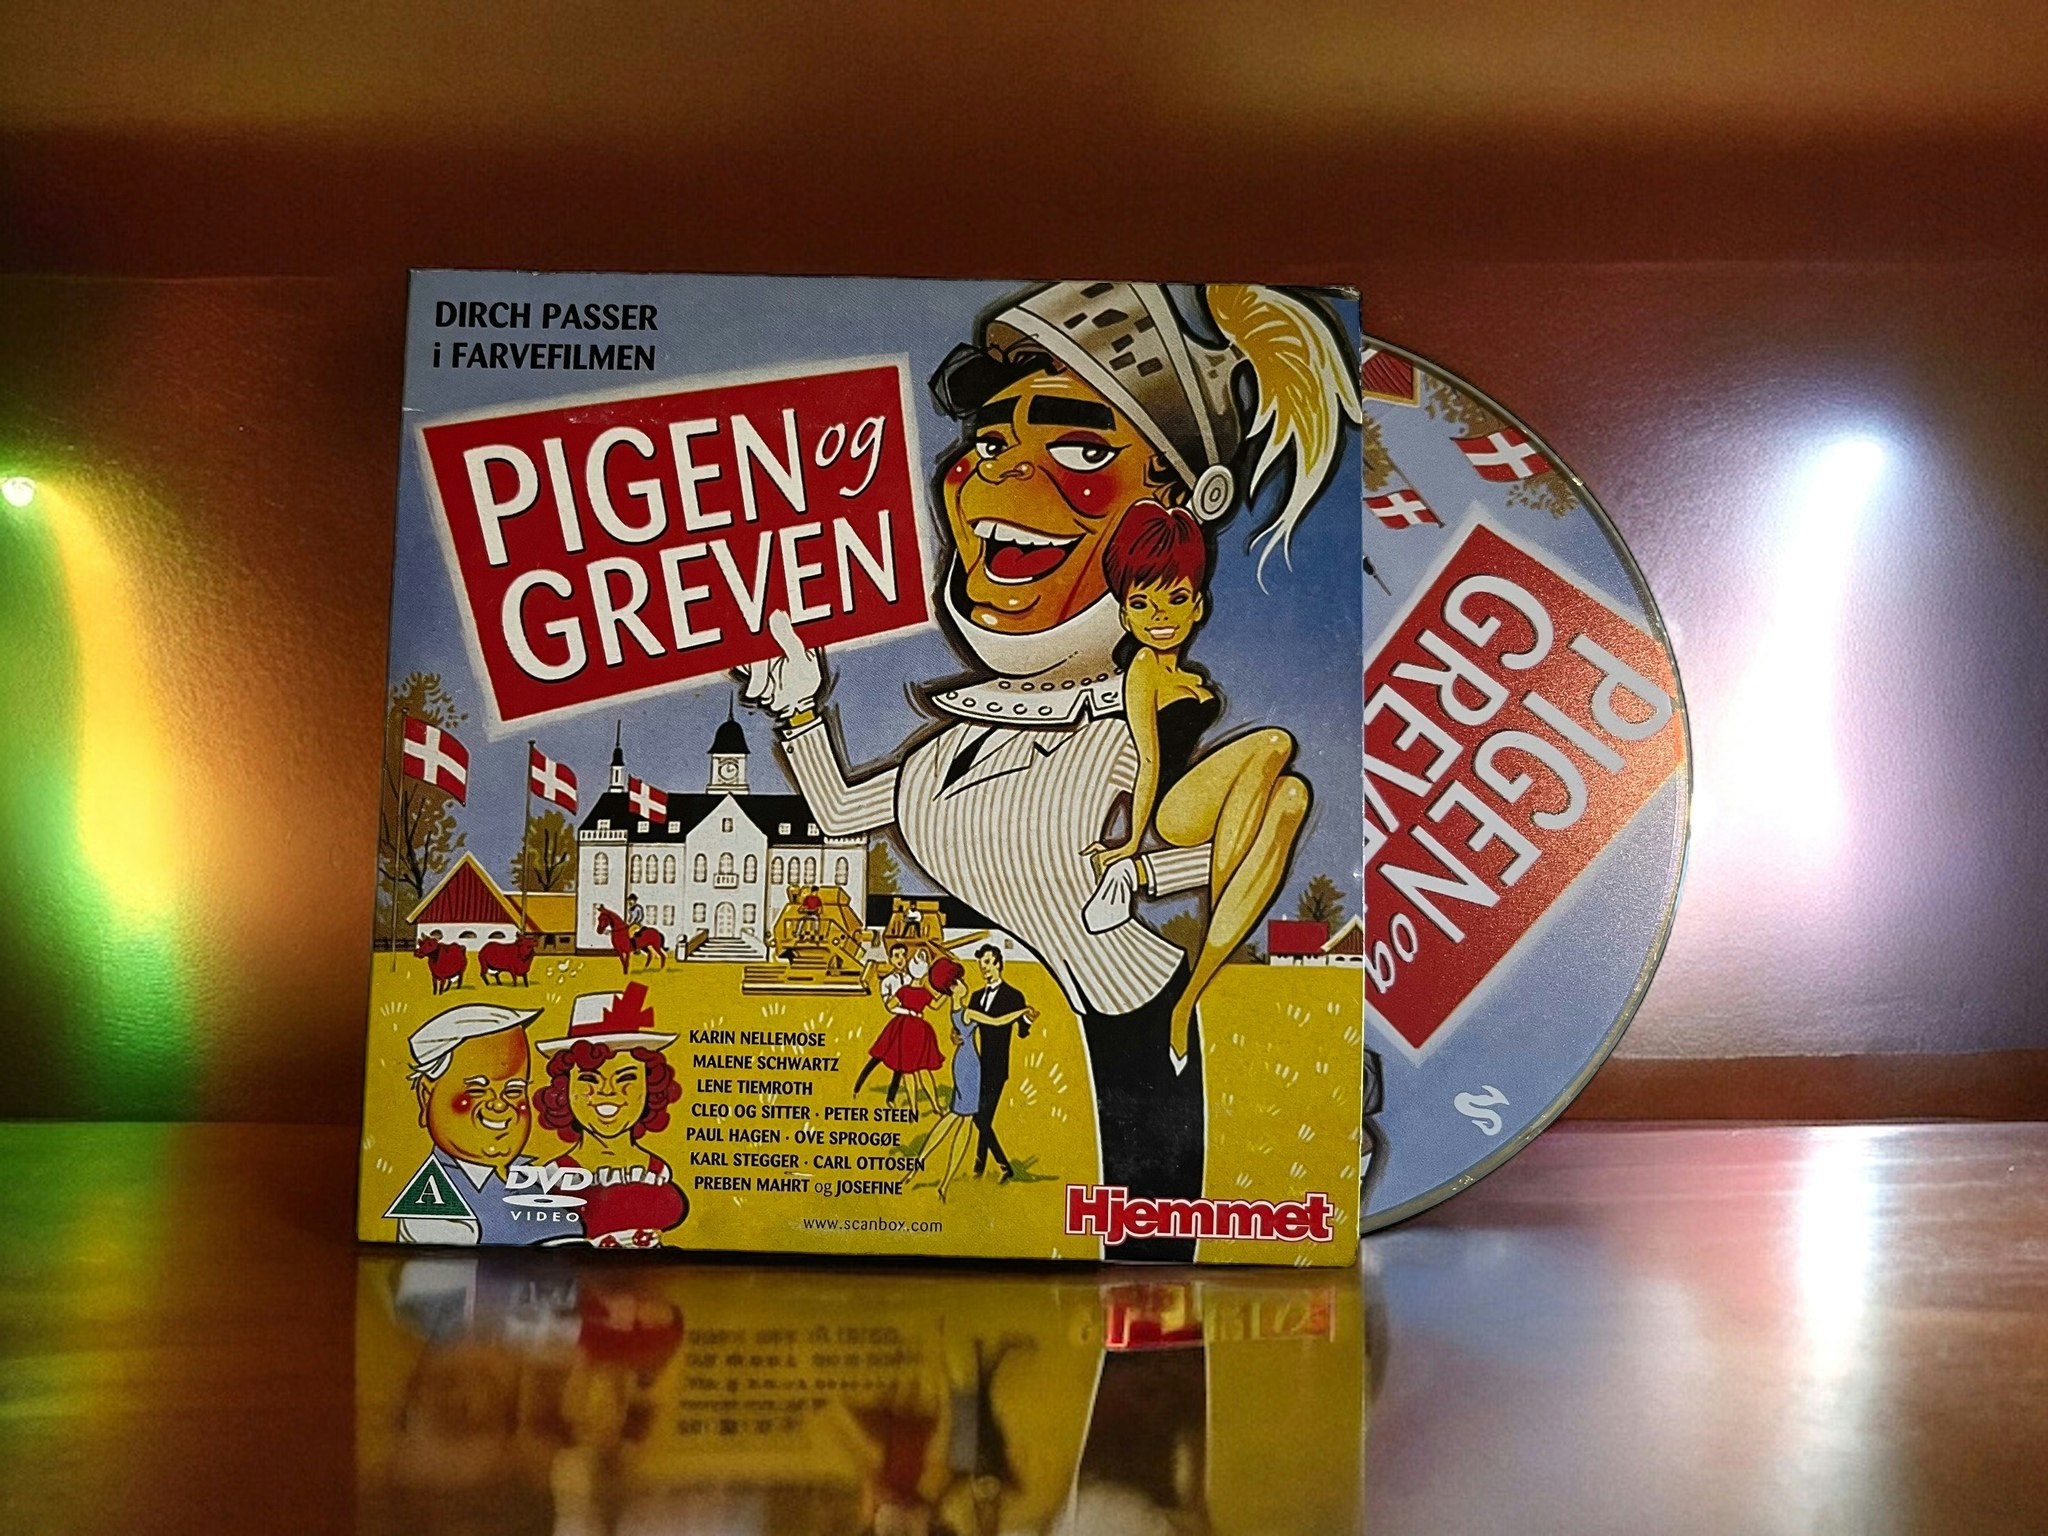 DIRCH PASSER
i FARVEFILMEN
PIGEN og
GREVEN
KARIN NELLEMOSE
MALENE SCHWARTZ
LENE TIEMROTH
CLEO OG SITTER · PETER STEEN
PAUL HAGEN · OVE SPROGØE
KARL STEGGER · CARL OTTOSEN
PREBEN MAHRT og JOSEFINE
www.scanbox.com
A
DVD
VIDEO
Hjemmet
PIGEN og
GREVE